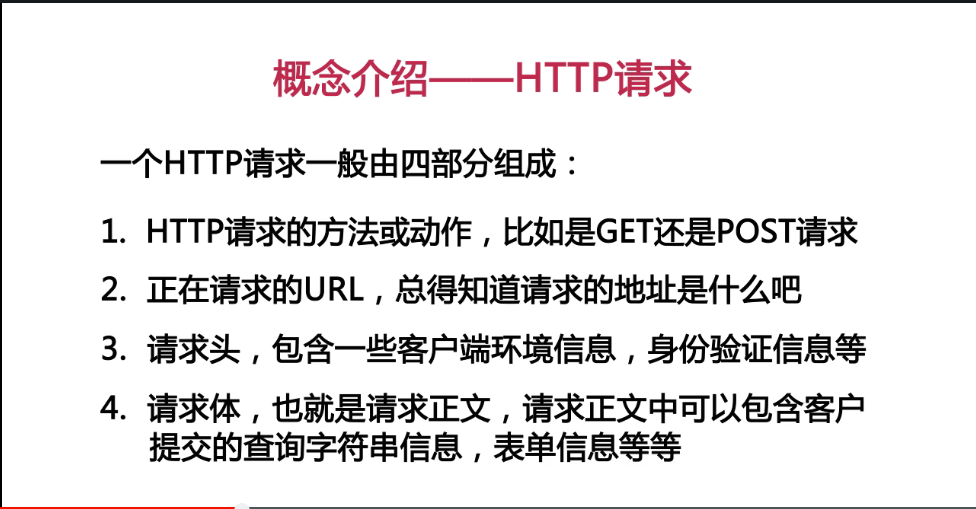 概念介绍——HTTP请求
一个HTTP请求一般由四部分组成：
1. HTTP请求的方法或动作，比如是GET还是POST请求
2. 正在请求的URL，总得知道请求的地址是什么吧
3. 请求头，包含一些客户端环境信息，身份验证信息等
4. 请求体，也就是请求正文，请求正文中可以包含客户
提交的查询字符串信息，表单信息等等